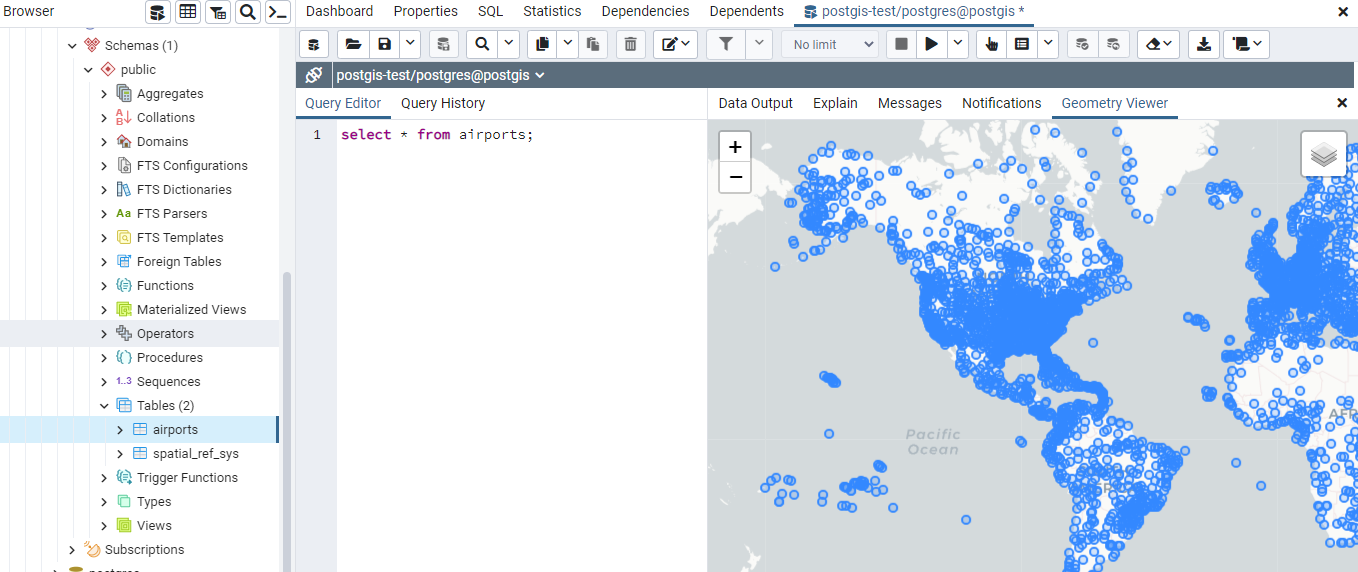 Browser
Dashboard Properties SQL Statistics Dependencies Dependents postgis-test/postgres@postgis *
No limit
postgis-test/postgres@postgis
Query Editor Query History
Data Output Explain Messages Notifications Geometry Viewer
1 select * from airports;
Schemas (1)
public
Aggregates
Collations
Domains
FTS Configurations
FTS Dictionaries
Aa FTS Parsers
FTS Templates
Foreign Tables
Functions
Materialized Views
Operators
Procedures
1..3 Sequences
Tables (2)
airports
spatial_ref_sys
Trigger Functions
Types
Views
Subscriptions
+
−
Pacific
Ocean